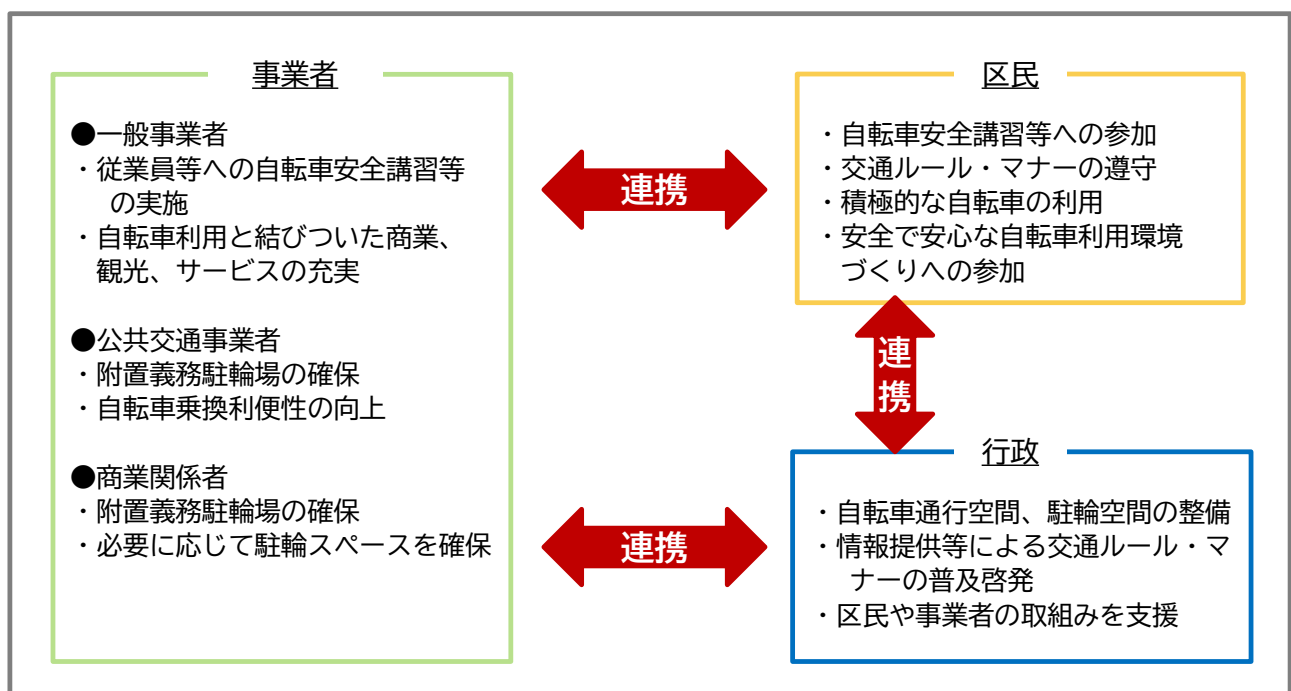 事業者
●一般事業者
・従業員等への自転車安全講習等
の実施
・自転車利用と結びついた商業、
観光、サービスの充実
●公共交通事業者
・附置義務駐輪場の確保
・自転車乗換利便性の向上
●商業関係者
・附置義務駐輪場の確保
・必要に応じて駐輪スペースを確保
連携
区民
・自転車安全講習等への参加
・交通ルール・マナーの遵守
・積極的な自転車の利用
・安全で安心な自転車利用環境
づくりへの参加
連携
連携
行政
・自転車通行空間、駐輪空間の整備
・情報提供等による交通ルール・マ
ナーの普及啓発
・区民や事業者の取組みを支援